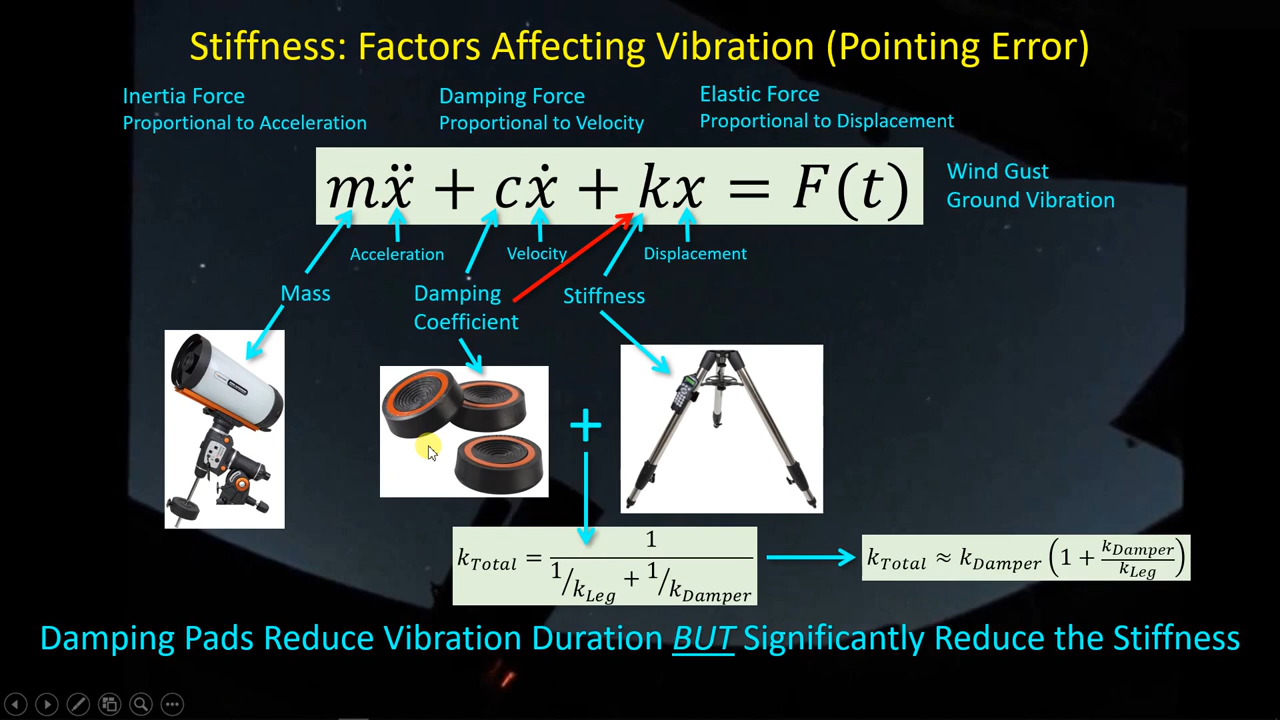 Stiffness: Factors Affecting Vibration (Pointing Error)
Inertia Force
Proportional to Acceleration
Damping Force
Proportional to Velocity
Elastic Force
Proportional to Displacement
mẍ + cẋ + kx = F(t)
Wind Gust
Ground Vibration
Acceleration
Velocity
Displacement
Mass
Damping
Coefficient
Stiffness
+
k_Total = 1 / (1/k_Leg + 1/k_Damper)
k_Total ≈ k_Damper (1 + k_Damper/k_Leg)
Damping Pads Reduce Vibration Duration BUT Significantly Reduce the Stiffness